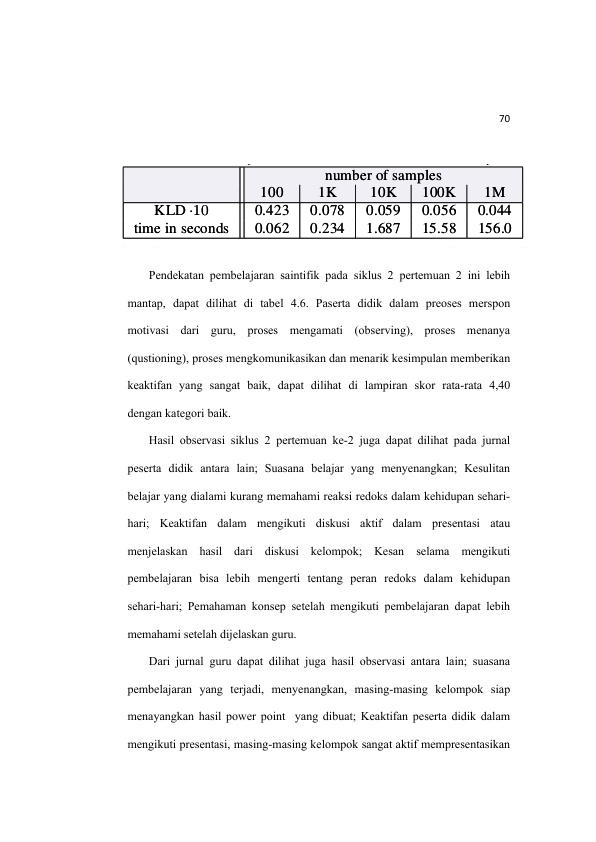 70
number of samples
100 1K 10K 100K 1M
KLD ·10 0.423 0.078 0.059 0.056 0.044
time in seconds 0.062 0.234 1.687 15.58 156.0
Pendekatan pembelajaran saintifik pada siklus 2 pertemuan 2 ini lebih
mantap, dapat dilihat di tabel 4.6. Paserta didik dalam preoses merspon
motivasi dari guru, proses mengamati (observing), proses menanya
(qustioning), proses mengkomunikasikan dan menarik kesimpulan memberikan
keaktifan yang sangat baik, dapat dilihat di lampiran skor rata-rata 4,40
dengan kategori baik.
Hasil observasi siklus 2 pertemuan ke-2 juga dapat dilihat pada jurnal
peserta didik antara lain; Suasana belajar yang menyenangkan; Kesulitan
belajar yang dialami kurang memahami reaksi redoks dalam kehidupan sehari-
hari; Keaktifan dalam mengikuti diskusi aktif dalam presentasi atau
menjelaskan hasil dari diskusi kelompok; Kesan selama mengikuti
pembelajaran bisa lebih mengerti tentang peran redoks dalam kehidupan
sehari-hari; Pemahaman konsep setelah mengikuti pembelajaran dapat lebih
memahami setelah dijelaskan guru.
Dari jurnal guru dapat dilihat juga hasil observasi antara lain; suasana
pembelajaran yang terjadi, menyenangkan, masing-masing kelompok siap
menayangkan hasil power point yang dibuat; Keaktifan peserta didik dalam
mengikuti presentasi, masing-masing kelompok sangat aktif mempresentasikan